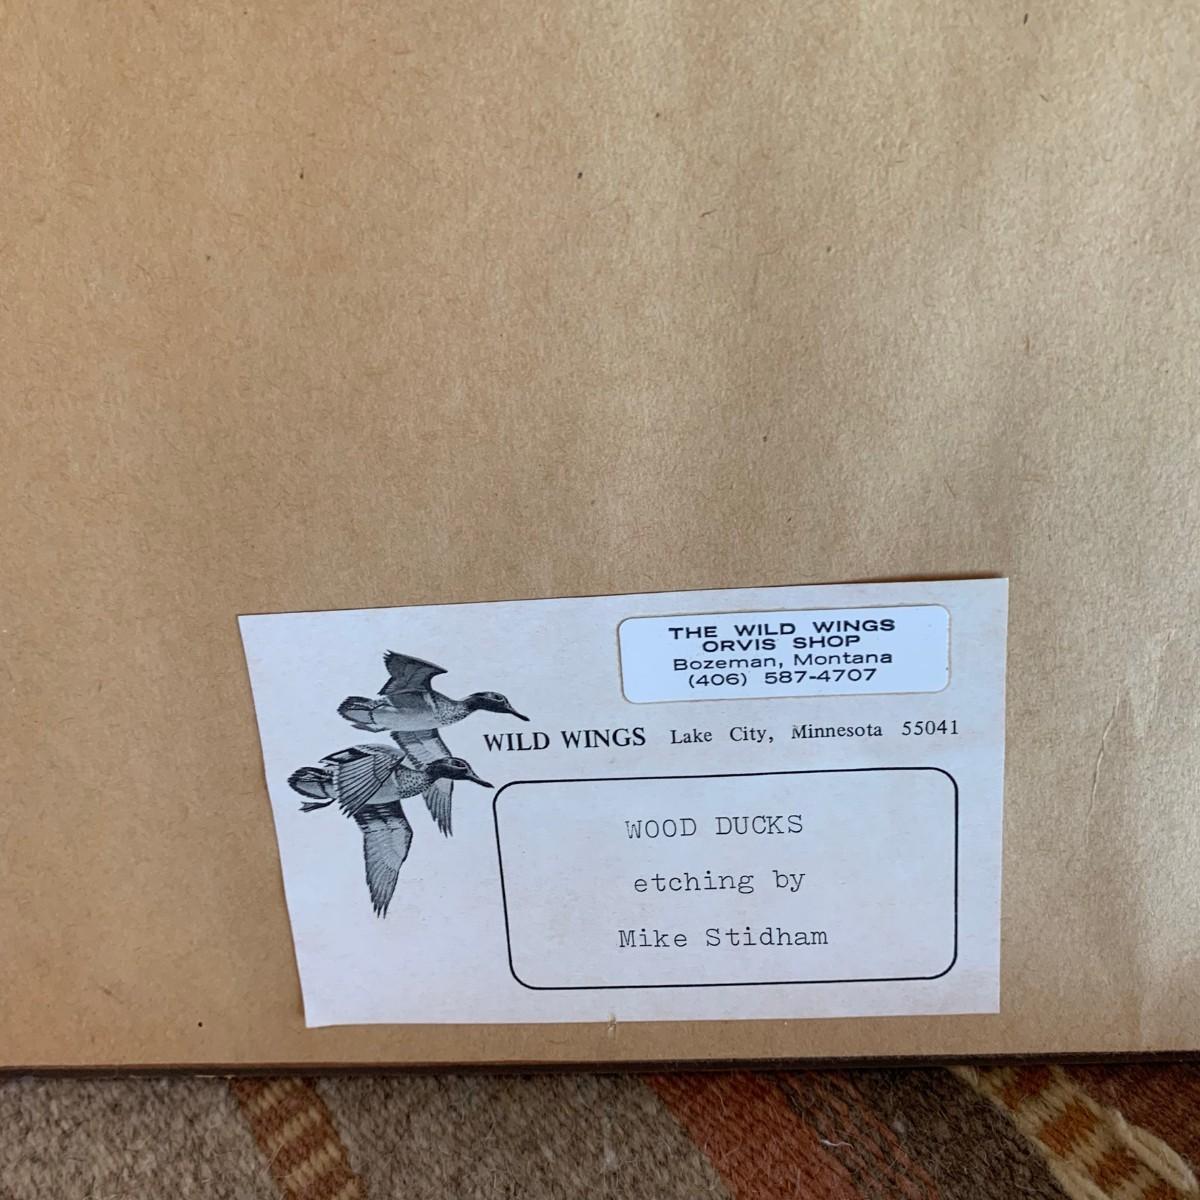 THE WILD WINGS
ORVIS SHOP
Bozeman, Montana
(406) 587-4707
WILD WINGS Lake City, Minnesota 55041
WOOD DUCKS
etching by
Mike Stidham